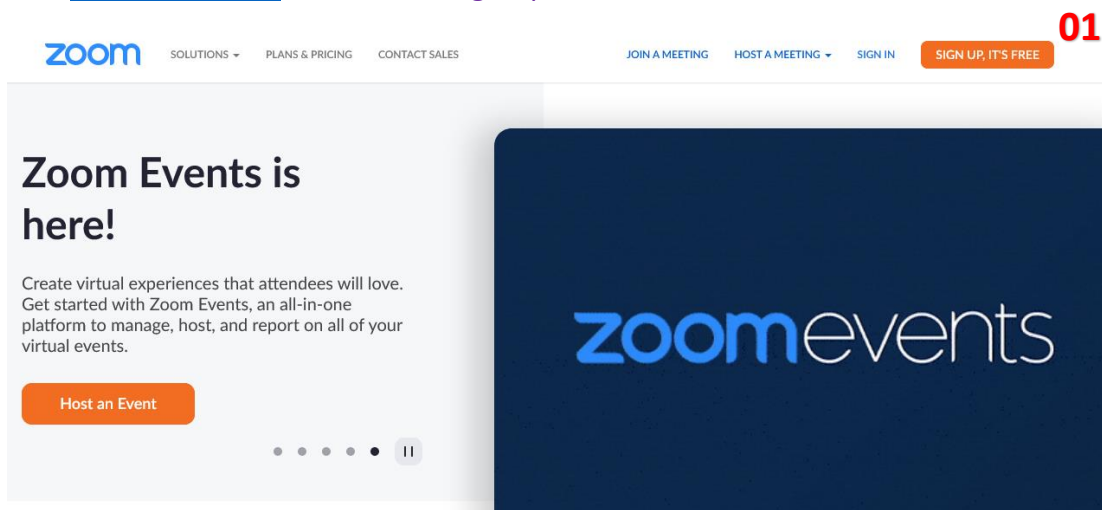 01
zoom SOLUTIONS PLANS & PRICING CONTACT SALES JOIN A MEETING HOST A MEETING SIGN IN SIGN UP, IT'S FREE
Zoom Events is
here!
Create virtual experiences that attendees will love.
Get started with Zoom Events, an all-in-one
platform to manage, host, and report on all of your
virtual events.
Host an Event
zoomevents